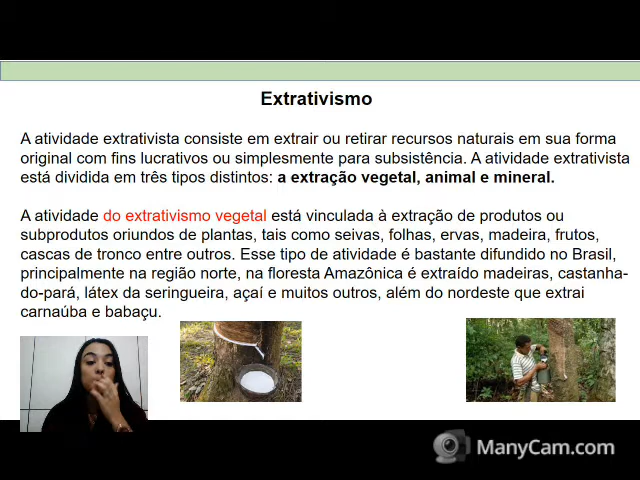 Extrativismo
A atividade extrativista consiste em extrair ou retirar recursos naturais em sua forma
original com fins lucrativos ou simplesmente para subsistência. A atividade extrativista
está dividida em três tipos distintos: a extração vegetal, animal e mineral.
A atividade do extrativismo vegetal está vinculada à extração de produtos ou
subprodutos oriundos de plantas, tais como seivas, folhas, ervas, madeira, frutos,
cascas de tronco entre outros. Esse tipo de atividade é bastante difundido no Brasil,
principalmente na região norte, na floresta Amazônica é extraído madeiras, castanha-
do-pará, látex da seringueira, açaí e muitos outros, além do nordeste que extrai
carnaúba e babaçu.
ManyCam.com